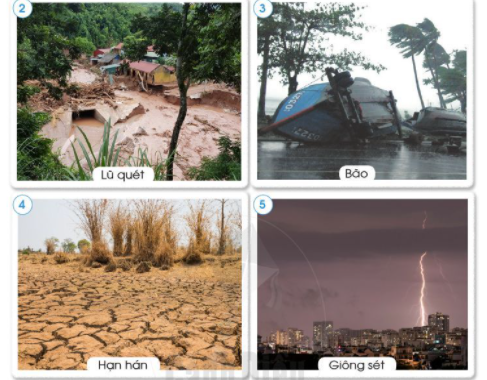 2
Lũ quét
3
Bão
4
Hạn hán
5
Giông sét